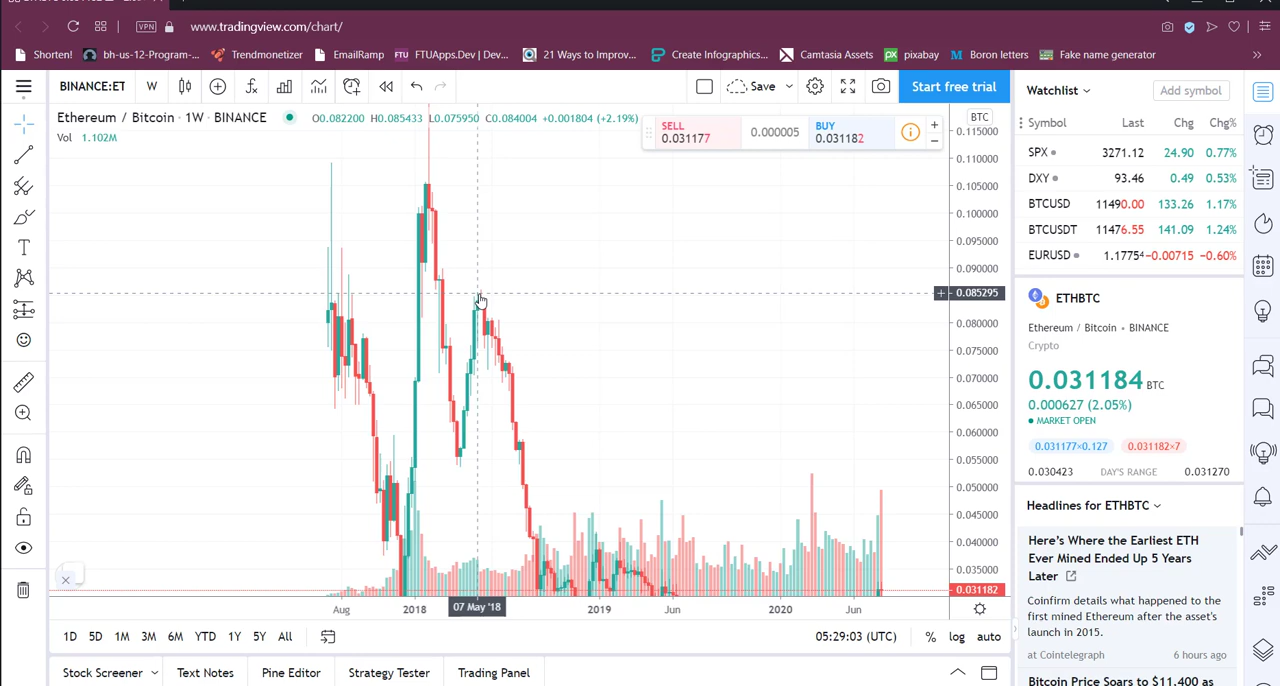 VPN www.tradingview.com/chart/
Shorten! bh-us-12-Program-... Trendmonetizer EmailRamp FTU FTUApps.Dev | Dev... 21 Ways to Improv... Create Infographics... Camtasia Assets px pixabay M Boron letters Fake name generator »
BINANCE:ET W Save Start free trial
Watchlist Add symbol
Ethereum / Bitcoin · 1W · BINANCE O0.082200 H0.085433 L0.075950 C0.084004 +0.001804 (+2.19%)
Vol 1.102M
SELL
0.031177
0.000005
BUY
0.031182
BTC
0.115000
0.110000
0.105000
0.100000
0.095000
0.090000
0.085295
0.080000
0.075000
0.070000
0.065000
0.060000
0.055000
0.050000
0.045000
0.040000
0.035000
0.031182
Aug 2018 07 May '18 2019 Jun 2020 Jun
1D 5D 1M 3M 6M YTD 1Y 5Y All 05:29:03 (UTC) % log auto
Stock Screener Text Notes Pine Editor Strategy Tester Trading Panel
Symbol Last Chg Chg%
SPX 3271.12 24.90 0.77%
DXY 93.46 0.49 0.53%
BTCUSD 11490.00 133.26 1.17%
BTCUSDT 11476.55 141.09 1.24%
EURUSD 1.17754 −0.00715 −0.60%
ETHBTC
Ethereum / Bitcoin • BINANCE
Crypto
0.031184 BTC
0.000627 (2.05%)
MARKET OPEN
0.031177×0.127 0.031182×7
0.030423 DAY'S RANGE 0.031270
Headlines for ETHBTC
Here's Where the Earliest ETH
Ever Mined Ended Up 5 Years
Later
Coinfirm details what happened to the
first mined Ethereum after the asset's
launch in 2015.
at Cointelegraph 6 hours ago
Bitcoin Price Soars to $11,400 as